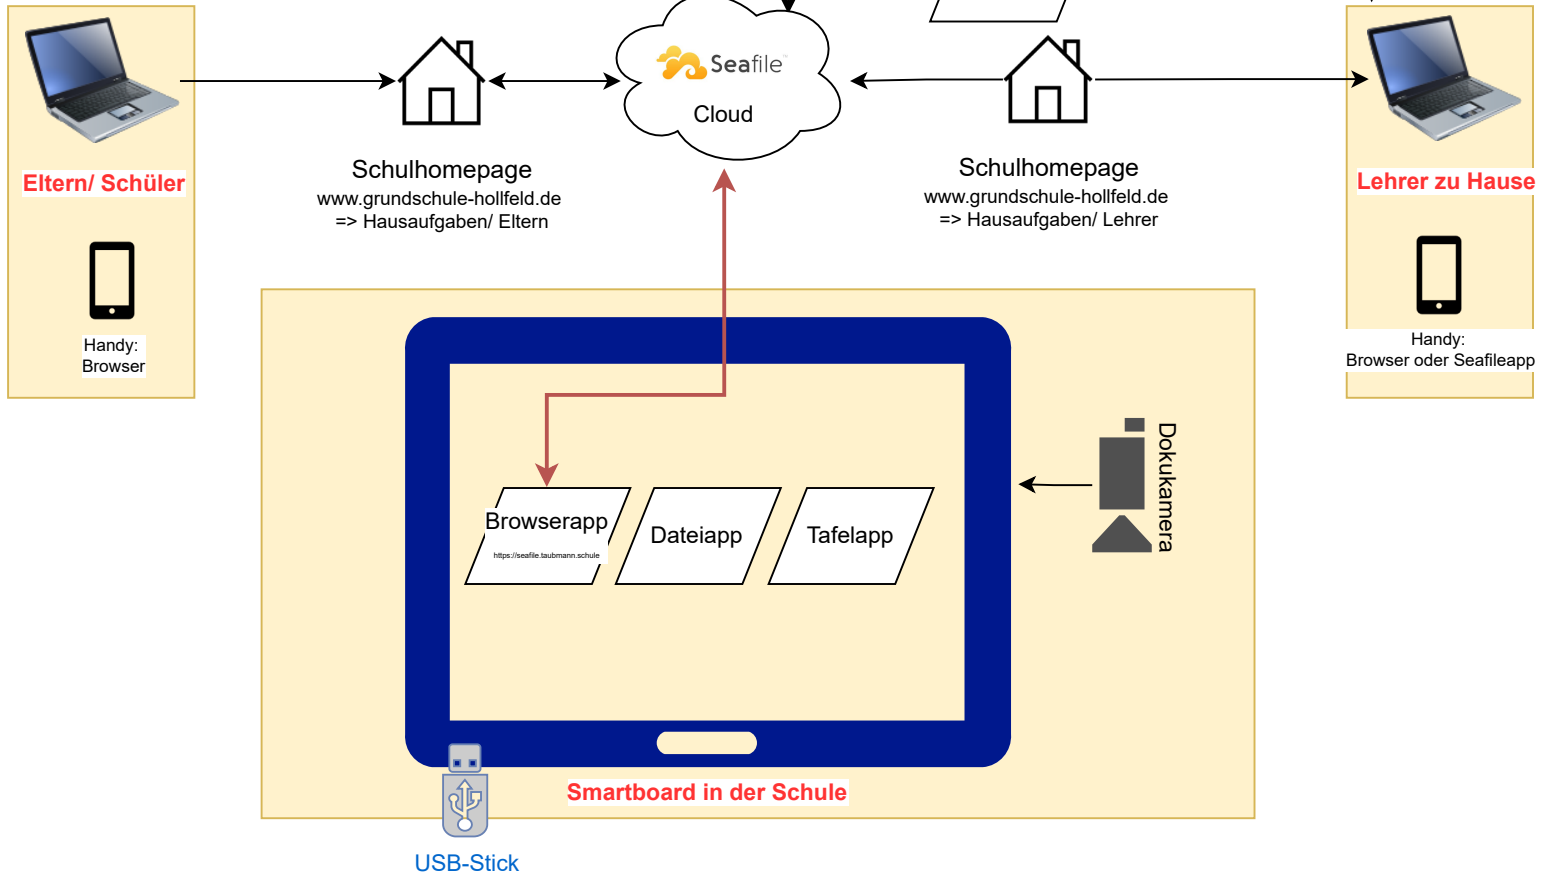 Seafile
Cloud
Eltern/ Schüler
Schulhomepage
www.grundschule-hollfeld.de
=> Hausaufgaben/ Eltern
Schulhomepage
www.grundschule-hollfeld.de
=> Hausaufgaben/ Lehrer
Lehrer zu Hause
Handy:
Browser
Handy:
Browser oder Seafileapp
Dokukamera
Browserapp
https://seafile.taubmann.schule
Dateiapp
Tafelapp
Smartboard in der Schule
USB-Stick